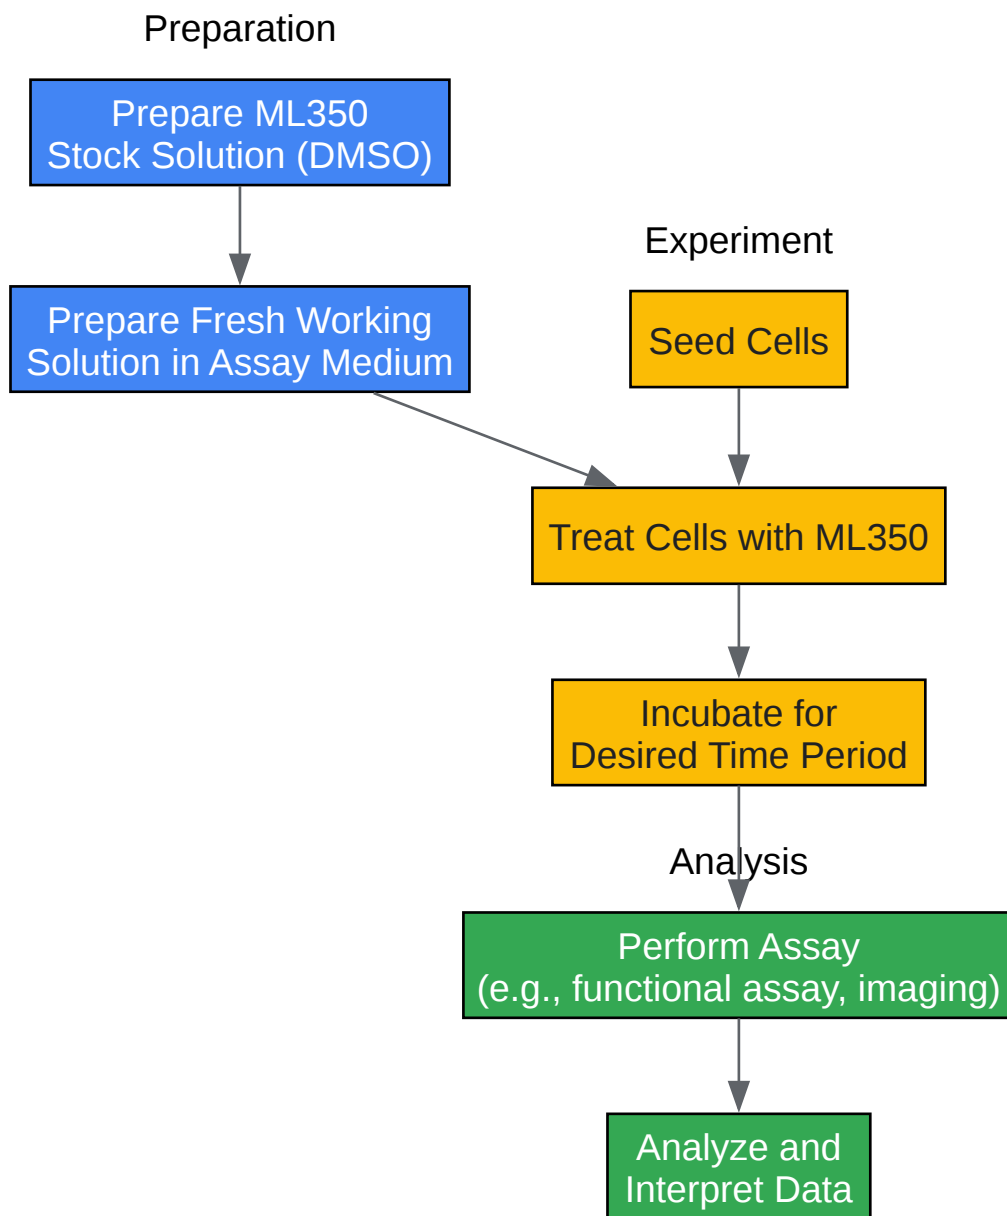 Preparation
Prepare ML350
Stock Solution (DMSO)
Prepare Fresh Working
Solution in Assay Medium
Experiment
Seed Cells
Treat Cells with ML350
Incubate for
Desired Time Period
Analysis
Perform Assay
(e.g., functional assay, imaging)
Analyze and
Interpret Data